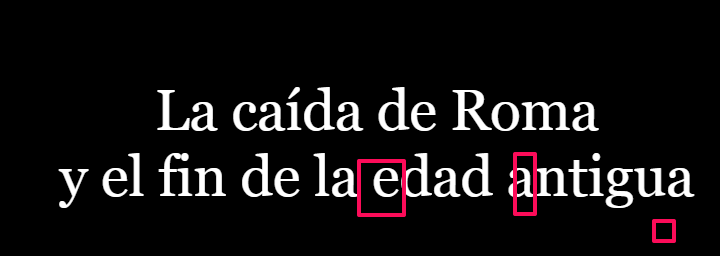 La caída de Roma
y el fin de la edad antigua